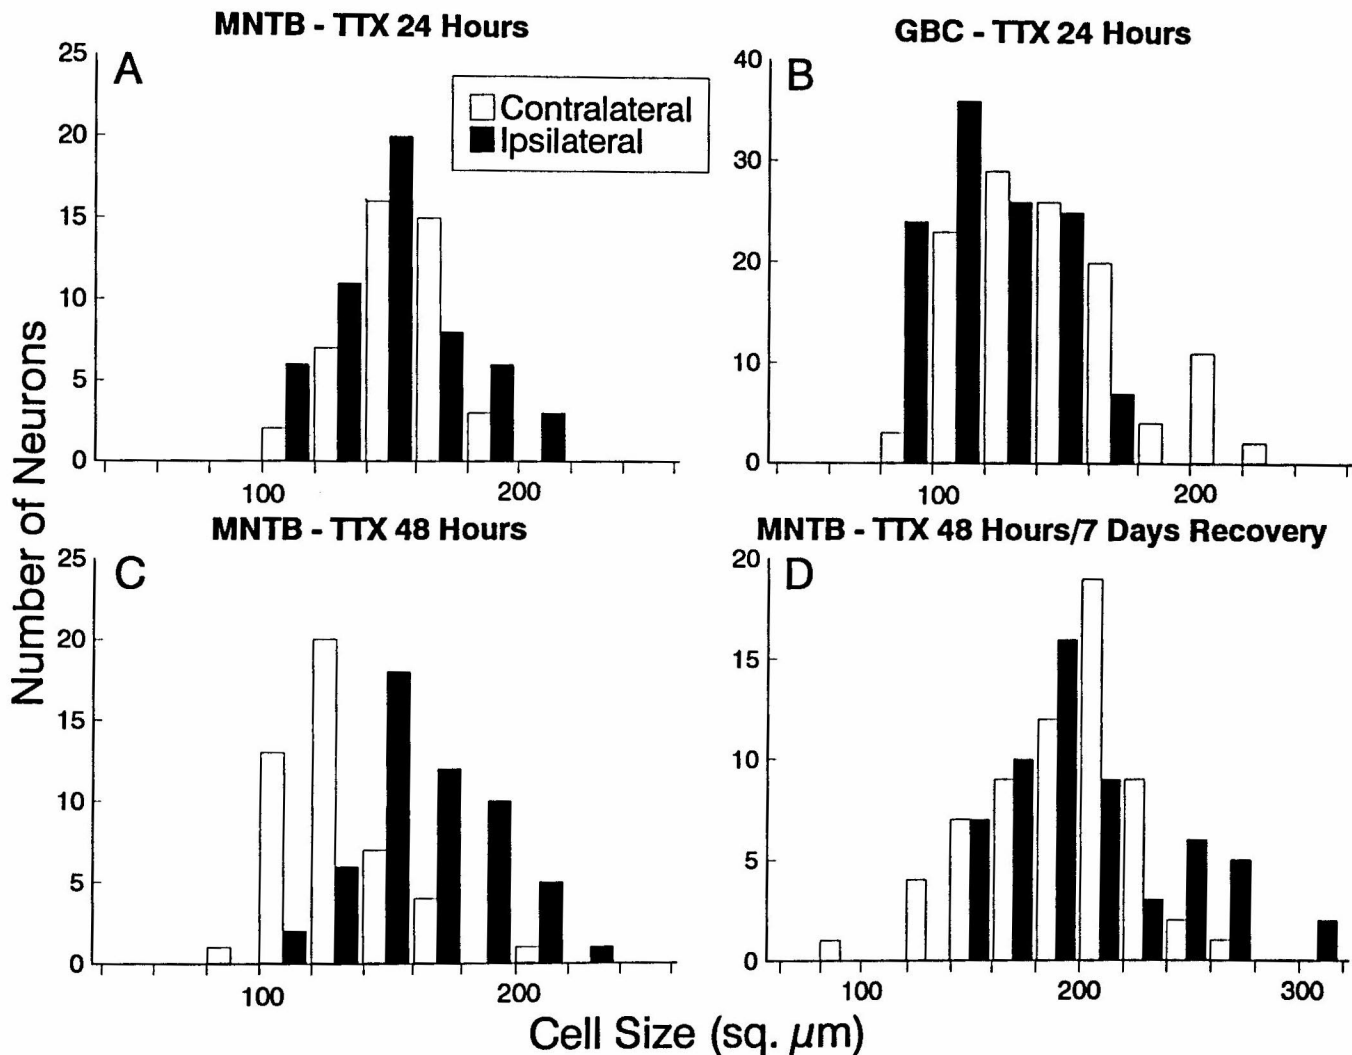 MNTB - TTX 24 Hours
A
25
20
15
10
5
0
100
200
Contralateral
Ipsilateral
GBC - TTX 24 Hours
B
40
30
20
10
0
100
200
MNTB - TTX 48 Hours
C
25
20
15
10
5
0
100
200
MNTB - TTX 48 Hours/7 Days Recovery
D
20
15
10
5
0
100
200
300
Number of Neurons
Cell Size (sq. μm)